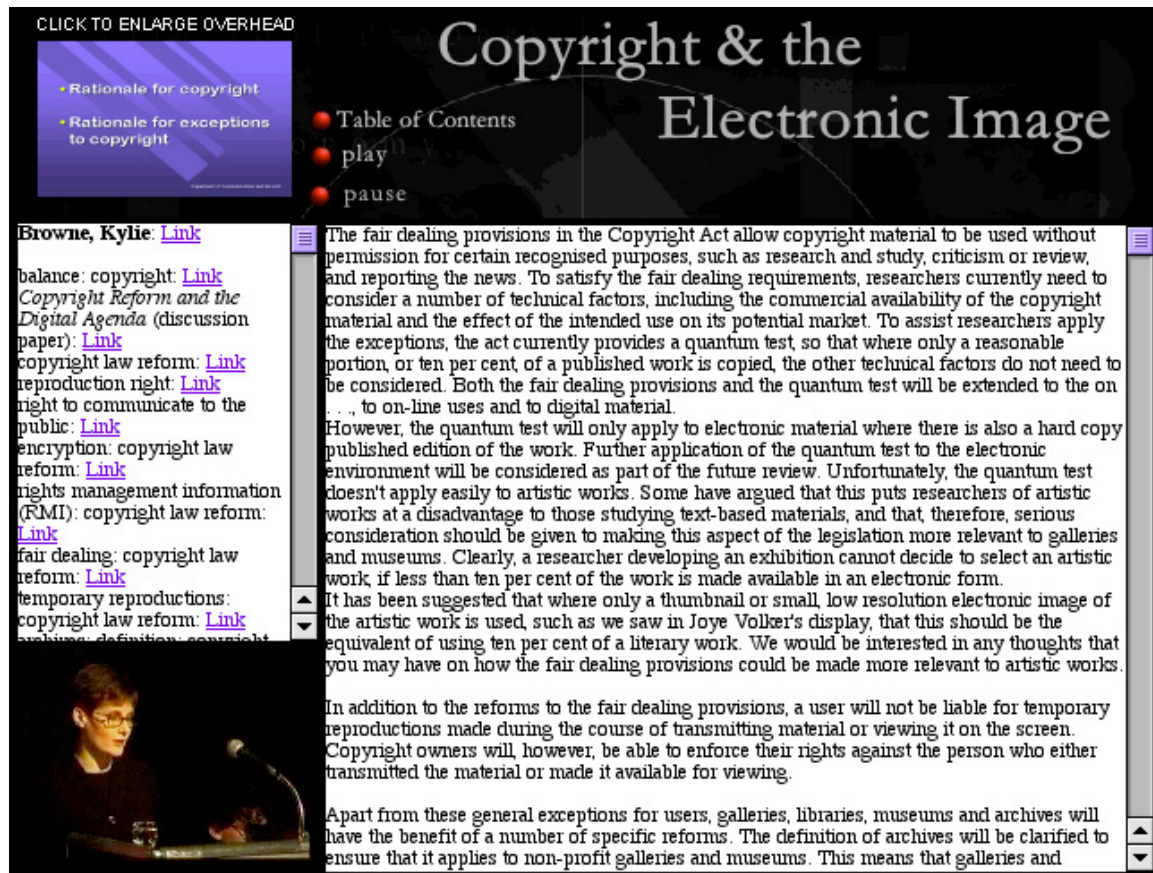 CLICK TO ENLARGE OVERHEAD
• Rationale for copyright
• Rationale for exceptions
to copyright
Copyright & the
Electronic Image
Table of Contents
play
pause
Browne, Kylie: Link
balance: copyright: Link
Copyright Reform and the
Digital Agenda (discussion
paper): Link
copyright law reform: Link
reproduction right: Link
right to communicate to the
public: Link
encryption: copyright law
reform: Link
rights management information
(RMI): copyright law reform:
Link
fair dealing: copyright law
reform: Link
temporary reproductions:
copyright law reform: Link
archives: definition: copyright
The fair dealing provisions in the Copyright Act allow copyright material to be used without
permission for certain recognised purposes, such as research and study, criticism or review,
and reporting the news. To satisfy the fair dealing requirements, researchers currently need to
consider a number of technical factors, including the commercial availability of the copyright
material and the effect of the intended use on its potential market. To assist researchers apply
the exceptions, the act currently provides a quantum test, so that where only a reasonable
portion, or ten per cent, of a published work is copied, the other technical factors do not need to
be considered. Both the fair dealing provisions and the quantum test will be extended to the on
. . ., to on-line uses and to digital material.
However, the quantum test will only apply to electronic material where there is also a hard copy
published edition of the work. Further application of the quantum test to the electronic
environment will be considered as part of the future review. Unfortunately, the quantum test
doesn't apply easily to artistic works. Some have argued that this puts researchers of artistic
works at a disadvantage to those studying text-based materials, and that, therefore, serious
consideration should be given to making this aspect of the legislation more relevant to galleries
and museums. Clearly, a researcher developing an exhibition cannot decide to select an artistic
work, if less than ten per cent of the work is made available in an electronic form.
It has been suggested that where only a thumbnail or small, low resolution electronic image of
the artistic work is used, such as we saw in Joye Volker's display, that this should be the
equivalent of using ten per cent of a literary work. We would be interested in any thoughts that
you may have on how the fair dealing provisions could be made more relevant to artistic works.
In addition to the reforms to the fair dealing provisions, a user will not be liable for temporary
reproductions made during the course of transmitting material or viewing it on the screen.
Copyright owners will, however, be able to enforce their rights against the person who either
transmitted the material or made it available for viewing.
Apart from these general exceptions for users, galleries, libraries, museums and archives will
have the benefit of a number of specific reforms. The definition of archives will be clarified to
ensure that it applies to non-profit galleries and museums. This means that galleries and